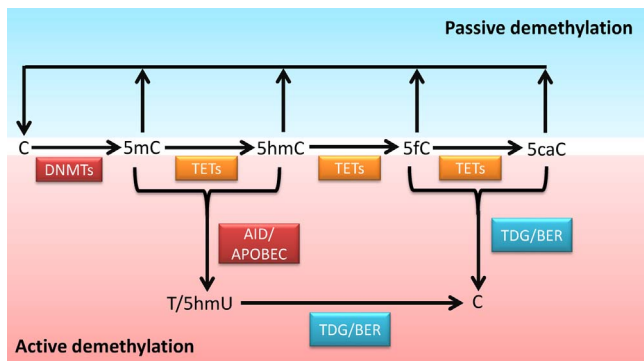 Passive demethylation
C 5mC 5hmC 5fC 5caC
DNMTs TETs TETs TETs
AID/
APOBEC
TDG/BER
T/5hmU C
TDG/BER
Active demethylation